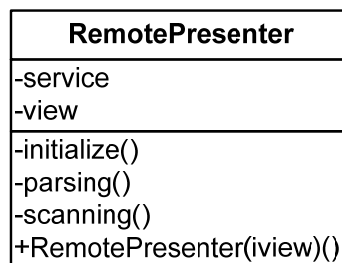 RemotePresenter
-service
-view
-initialize()
-parsing()
-scanning()
+RemotePresenter(iview)()